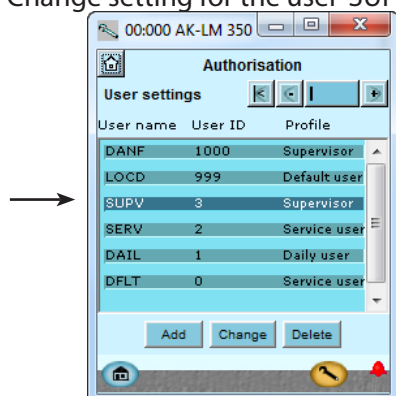 Change setting for the user SUP
00:000 AK-LM 350
Authorisation
User settings
User name User ID Profile
DANF 1000 Supervisor
LOCD 999 Default user
SUPV 3 Supervisor
SERV 2 Service user
DAIL 1 Daily user
DFLT 0 Service user
Add Change Delete